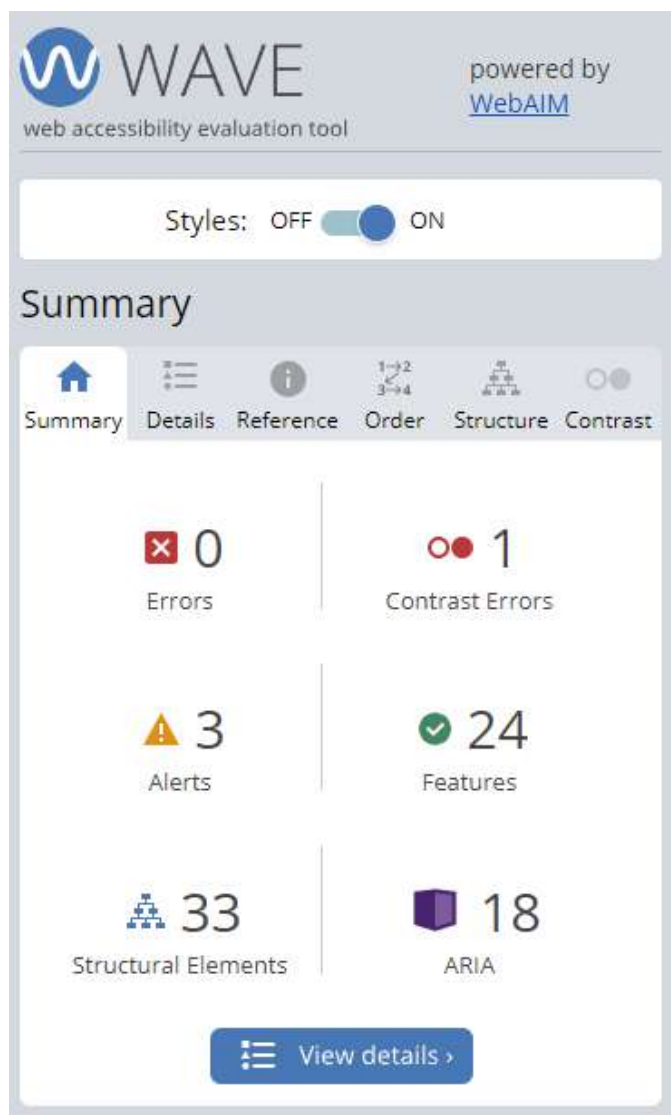 WAVE
powered by
WebAIM
web accessibility evaluation tool
Styles: OFF ON
Summary
1 2
3 4
Summary Details Reference Order Structure Contrast
0 1
Errors Contrast Errors
3 24
Alerts Features
33 18
Structural Elements ARIA
View details ›